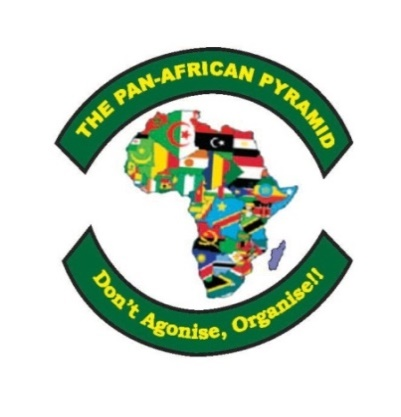 THE PAN-AFRICAN PYRAMID
Don't Agonise, Organise!!